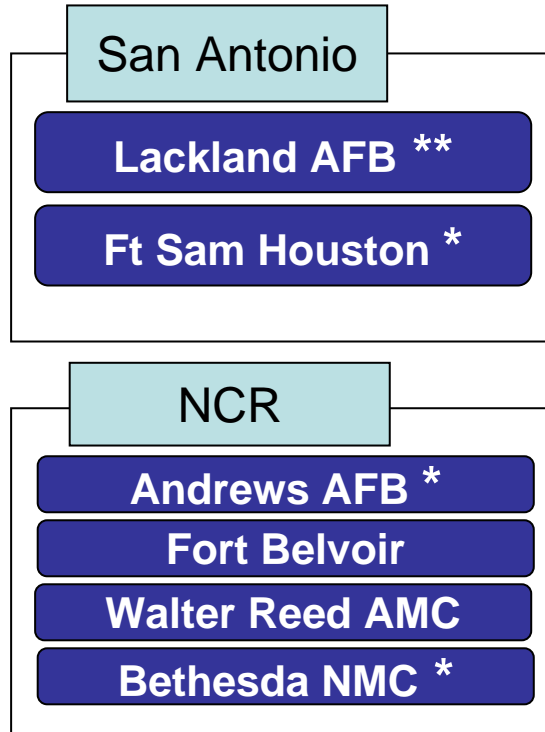 San Antonio
Lackland AFB **
Ft Sam Houston *
NCR
Andrews AFB *
Fort Belvoir
Walter Reed AMC
Bethesda NMC *